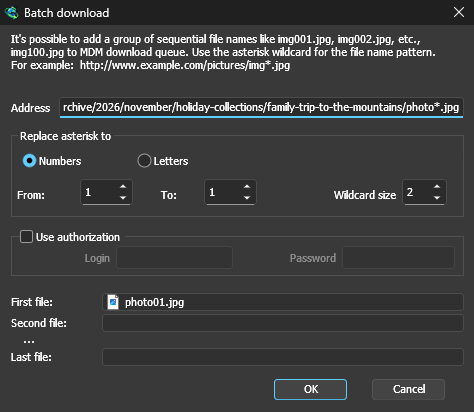 Batch download
It's possible to add a group of sequential file names like img001.jpg, img002.jpg, etc.,
img100.jpg to MDM download queue. Use the asterisk wildcard for the file name pattern.
For example: http://www.example.com/pictures/img*.jpg
Address rchive/2026/november/holiday-collections/family-trip-to-the-mountains/photo*.jpg
Replace asterisk to
Numbers Letters
From: 1 To: 1 Wildcard size 2
Use authorization
Login Password
First file: photo01.jpg
Second file:
...
Last file:
OK Cancel